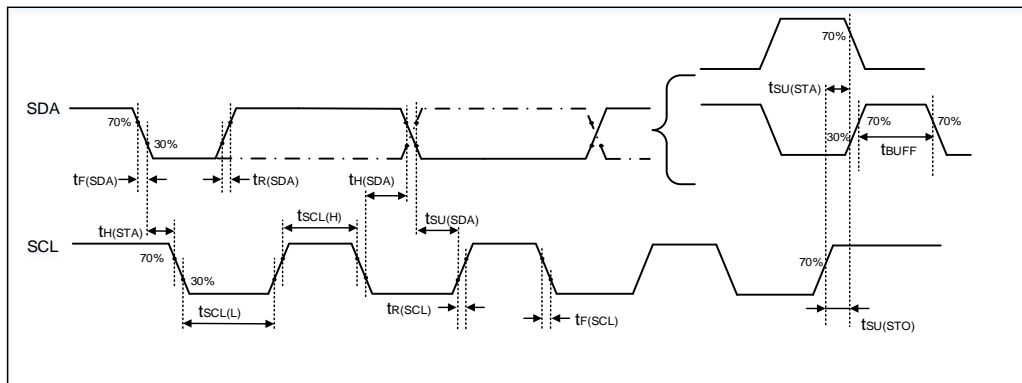 70%
tSU(STA)
SDA
70%
30%
30%
70%
70%
tBUFF
tF(SDA)
tR(SDA)
tH(SDA)
tH(STA)
tSCL(H)
tSU(SDA)
SCL
70%
30%
70%
tSCL(L)
tR(SCL)
tF(SCL)
tSU(STO)